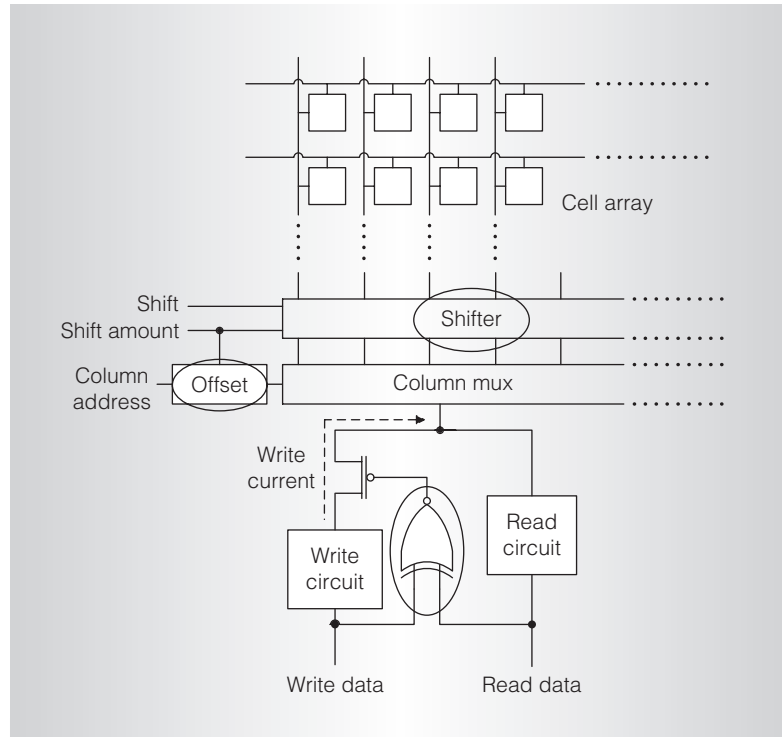 Cell array
Shift
Shift amount
Shifter
Column
address
Offset
Column mux
Write
current
Write
circuit
Read
circuit
Write data
Read data